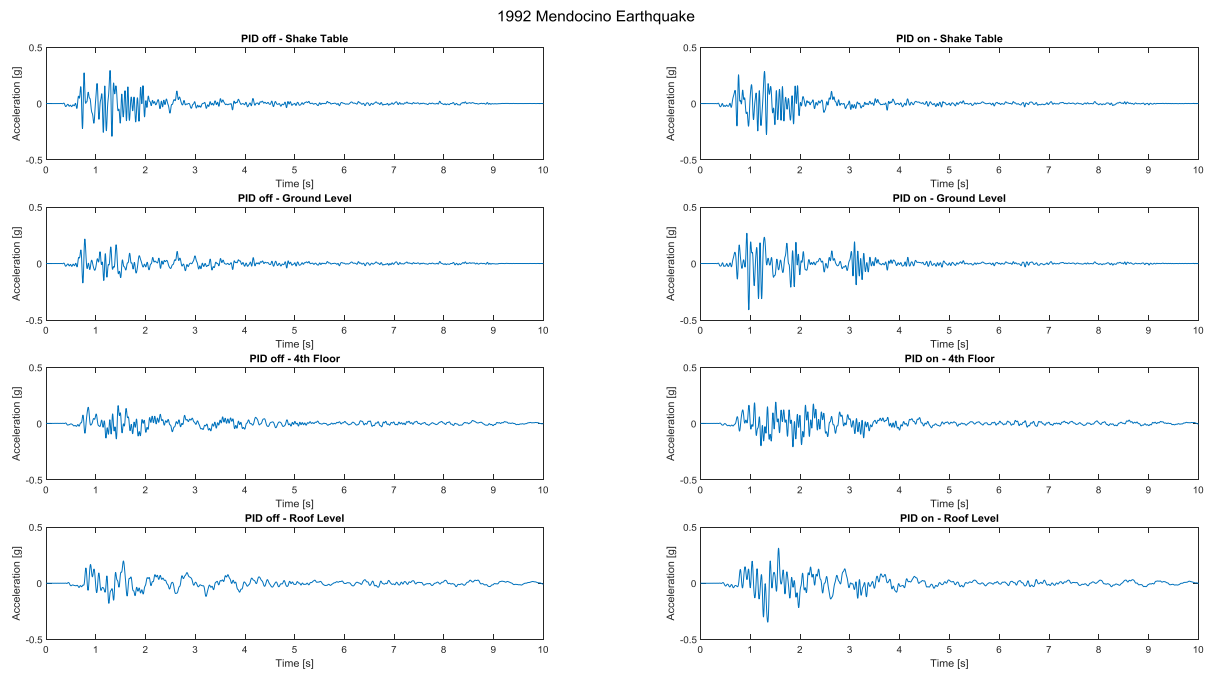 1992 Mendocino Earthquake
PID off - Shake Table
0.5
0
-0.5
Acceleration [g]
0 1 2 3 4 5 6 7 8 9 10
Time [s]
PID on - Shake Table
0.5
0
-0.5
Acceleration [g]
0 1 2 3 4 5 6 7 8 9 10
Time [s]
PID off - Ground Level
0.5
0
-0.5
Acceleration [g]
0 1 2 3 4 5 6 7 8 9 10
Time [s]
PID on - Ground Level
0.5
0
-0.5
Acceleration [g]
0 1 2 3 4 5 6 7 8 9 10
Time [s]
PID off - 4th Floor
0.5
0
-0.5
Acceleration [g]
0 1 2 3 4 5 6 7 8 9 10
Time [s]
PID on - 4th Floor
0.5
0
-0.5
Acceleration [g]
0 1 2 3 4 5 6 7 8 9 10
Time [s]
PID off - Roof Level
0.5
0
-0.5
Acceleration [g]
0 1 2 3 4 5 6 7 8 9 10
Time [s]
PID on - Roof Level
0.5
0
-0.5
Acceleration [g]
0 1 2 3 4 5 6 7 8 9 10
Time [s]